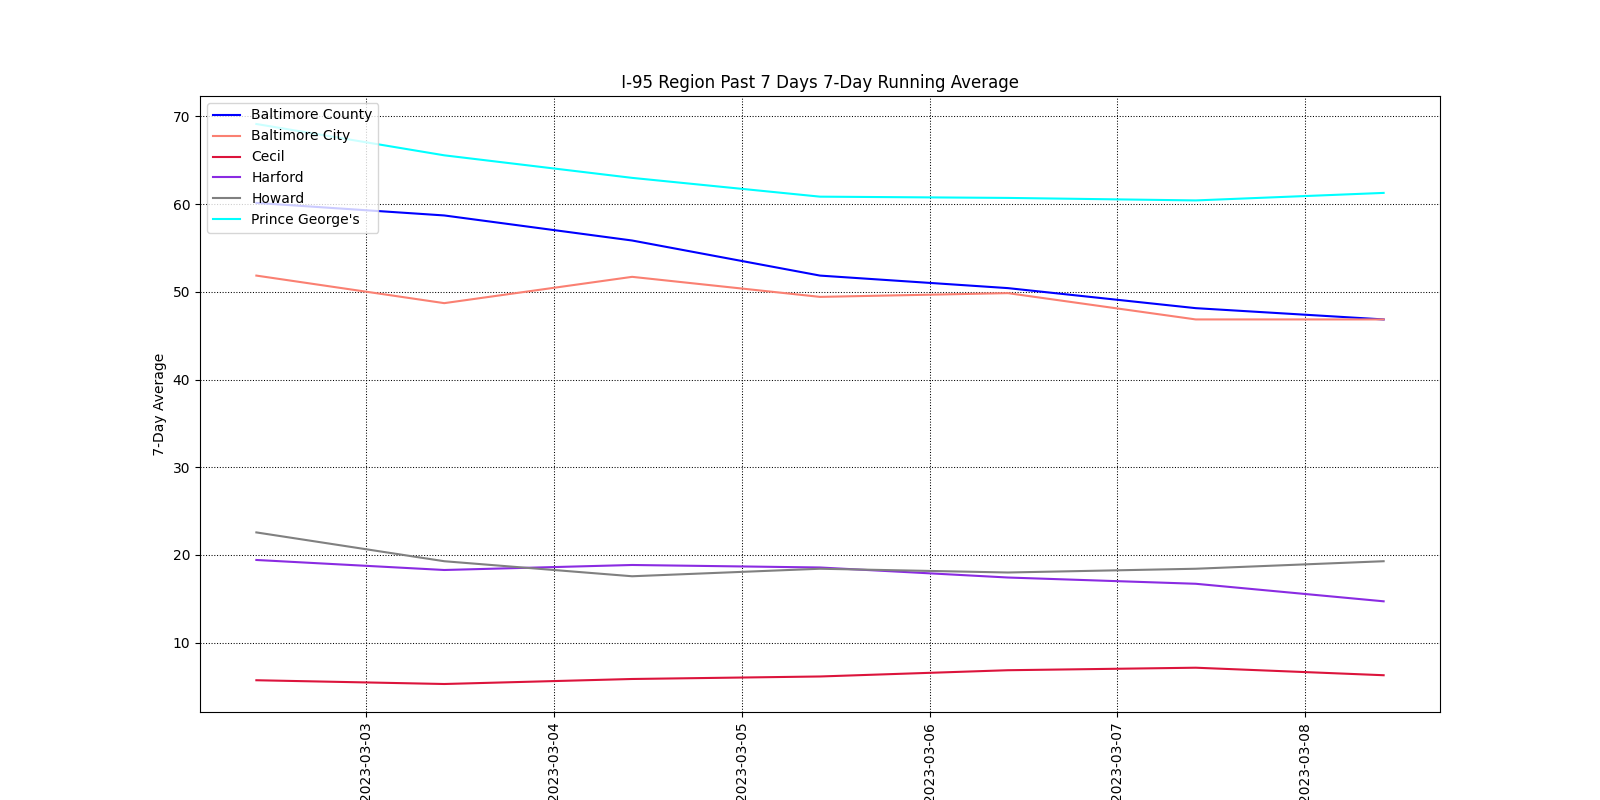 I-95 Region Past 7 Days 7-Day Running Average
Baltimore County
Baltimore City
Cecil
Harford
Howard
Prince George's
7-Day Average
70
60
50
40
30
20
10
2023-03-03
2023-03-04
2023-03-05
2023-03-06
2023-03-07
2023-03-08